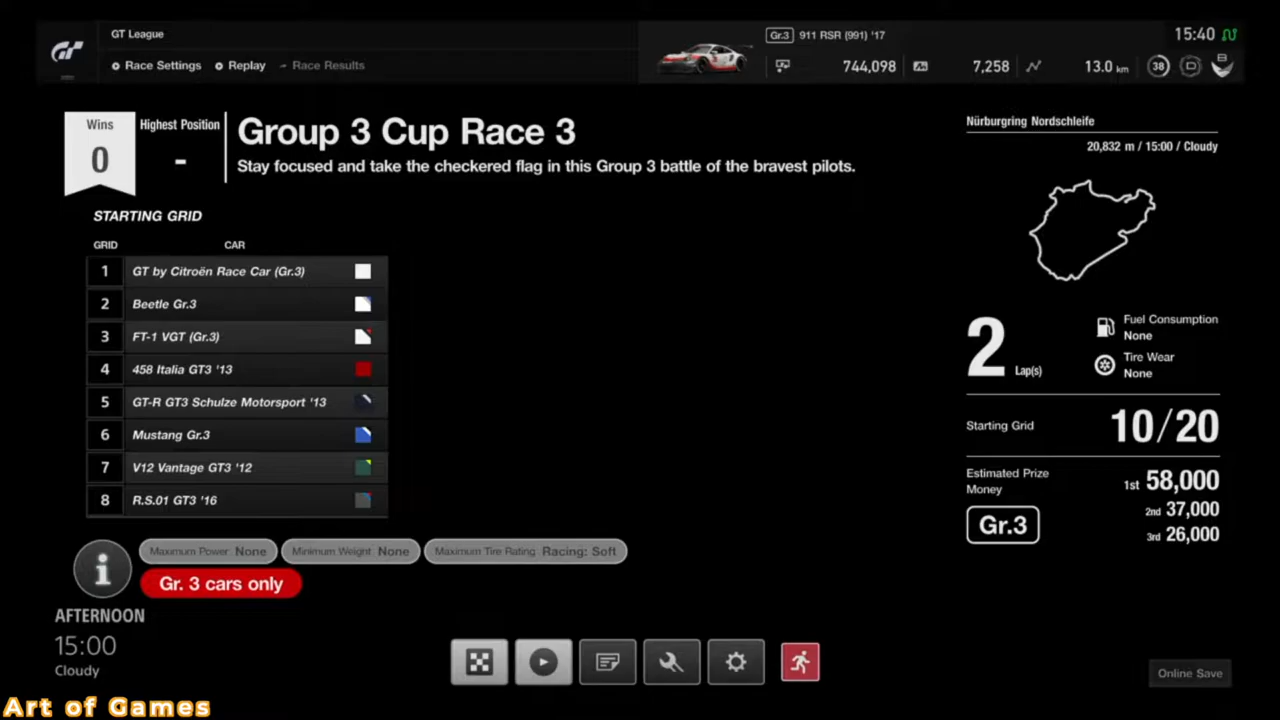 GT League
Race Settings Replay Race Results
Gr.3 911 RSR (991) '17
744,098 7,258 13.0 km 38
15:40
Wins
0
Highest Position
-
Group 3 Cup Race 3
Stay focused and take the checkered flag in this Group 3 battle of the bravest pilots.
STARTING GRID
GRID CAR
1 GT by Citroën Race Car (Gr.3)
2 Beetle Gr.3
3 FT-1 VGT (Gr.3)
4 458 Italia GT3 '13
5 GT-R GT3 Schulze Motorsport '13
6 Mustang Gr.3
7 V12 Vantage GT3 '12
8 R.S.01 GT3 '16
Nürburgring Nordschleife
20,832 m / 15:00 / Cloudy
2 Lap(s)
Fuel Consumption
None
Tire Wear
None
Starting Grid 10/20
Estimated Prize
Money
1st 58,000
2nd 37,000
3rd 26,000
Gr.3
Maximum Power: None Minimum Weight: None Maximum Tire Rating: Racing: Soft
Gr. 3 cars only
AFTERNOON
15:00
Cloudy
Online Save
Art of Games